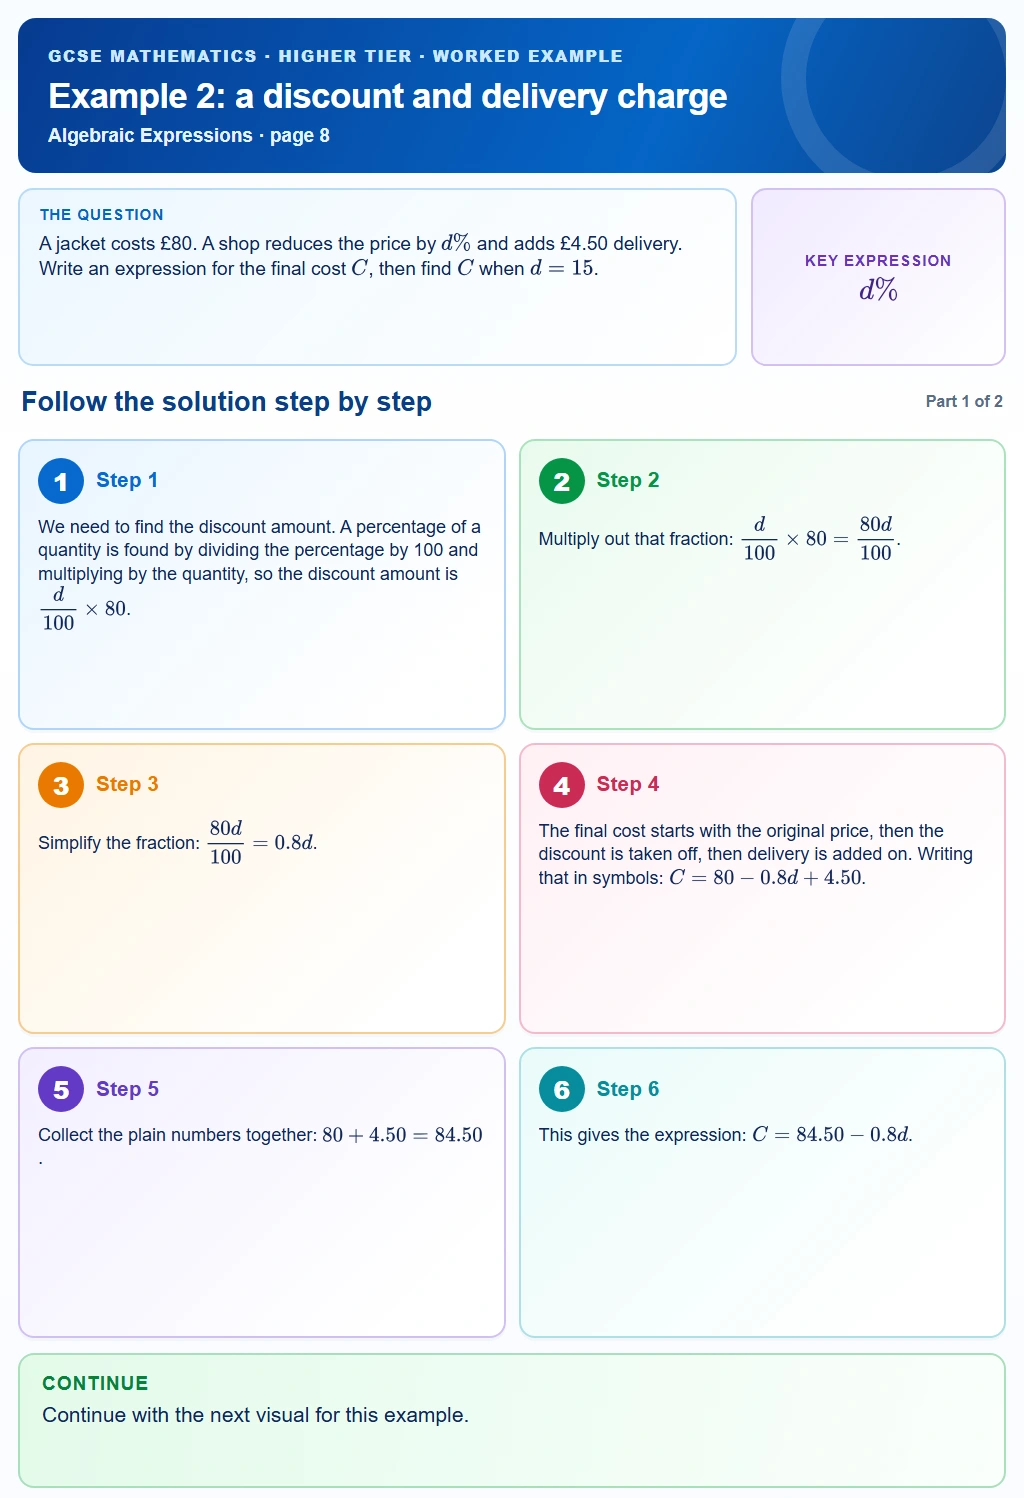 GCSE MATHEMATICS · HIGHER TIER · WORKED EXAMPLE
Example 2: a discount and delivery charge
Algebraic Expressions · page 8
THE QUESTION
A jacket costs £80. A shop reduces the price by d% and adds £4.50 delivery.
Write an expression for the final cost C, then find C when d = 15.
KEY EXPRESSION
d%
Follow the solution step by step
Part 1 of 2
1 Step 1
We need to find the discount amount. A percentage of a
quantity is found by dividing the percentage by 100 and
multiplying by the quantity, so the discount amount is
d/100 × 80.
2 Step 2
Multiply out that fraction: d/100 × 80 = 80d/100.
3 Step 3
Simplify the fraction: 80d/100 = 0.8d.
4 Step 4
The final cost starts with the original price, then the
discount is taken off, then delivery is added on. Writing
that in symbols: C = 80 − 0.8d + 4.50.
5 Step 5
Collect the plain numbers together: 80 + 4.50 = 84.50
.
6 Step 6
This gives the expression: C = 84.50 − 0.8d.
CONTINUE
Continue with the next visual for this example.